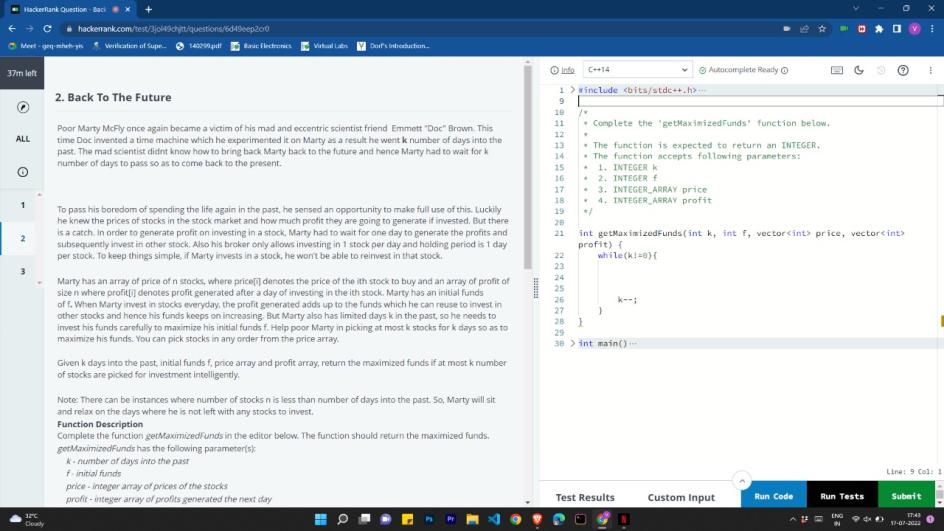 HackerRank Question - Baci
hackerrank.com/test/3jol49chjtt/questions/6d49eep2cr0
Meet - geq-mheh-yis
Verification of Supe...
140299.pdf
Basic Electronics
Virtual Labs
Dorf's Introduction...
37m left
ALL
1
2
3
2. Back To The Future
Poor Marty McFly once again became a victim of his mad and eccentric scientist friend Emmett "Doc" Brown. This
time Doc invented a time machine which he experimented it on Marty as a result he went k number of days into the
past. The mad scientist didnt know how to bring back Marty back to the future and hence Marty had to wait for k
number of days to pass so as to come back to the present.
To pass his boredom of spending the life again in the past, he sensed an opportunity to make full use of this. Luckily
he knew the prices of stocks in the stock market and how much profit they are going to generate if invested. But there
is a catch. In order to generate profit on investing in a stock, Marty had to wait for one day to generate the profits and
subsequently invest in other stock. Also his broker only allows investing in 1 stock per day and holding period is 1 day
per stock. To keep things simple, if Marty invests in a stock, he won't be able to reinvest in that stock.
Marty has an array of price of n stocks, where price[i] denotes the price of the ith stock to buy and an array of profit of
size n where profit[i] denotes profit generated after a day of investing in the ith stock. Marty has an initial funds
of f. When Marty invest in stocks everyday, the profit generated adds up to the funds which he can reuse to invest in
other stocks and hence his funds keeps on increasing. But Marty also has limited days k in the past, so he needs to
invest his funds carefully to maximize his initial funds f. Help poor Marty in picking at most k stocks for k days so as to
maximize his funds. You can pick stocks in any order from the price array.
Given k days into the past, initial funds f, price array and profit array, return the maximized funds if at most k number
of stocks are picked for investment intelligently.
Note: There can be instances where number of stocks n is less than number of days into the past. So, Marty will sit
and relax on the days where he is not left with any stocks to invest.
Function Description
Complete the function getMaximizedFunds in the editor below. The function should return the maximized funds.
getMaximizedFunds has the following parameter(s):
k - number of days into the past
f - initial funds
price - integer array of prices of the stocks
profit - integer array of profits generated the next day
Info
C++14
Autocomplete Ready
1 > #include <bits/stdc++.h>...
9
10 /*
11 * Complete the 'getMaximizedFunds' function below.
12 *
13 * The function is expected to return an INTEGER.
14 * The function accepts following parameters:
15 * 1. INTEGER k
16 * 2. INTEGER f
17 * 3. INTEGER_ARRAY price
18 * 4. INTEGER_ARRAY profit
19 */
20
21 int getMaximizedFunds(int k, int f, vector<int> price, vector<int>
profit) {
22 while(k!=0){
23
24
25
26 k--;
27 }
28 }
29
30 > int main()...
Line: 9 Col: 1
Test Results
Custom Input
Run Code
Run Tests
Submit
32°C
Cloudy
ENG
IN
17:43
17-07-2022